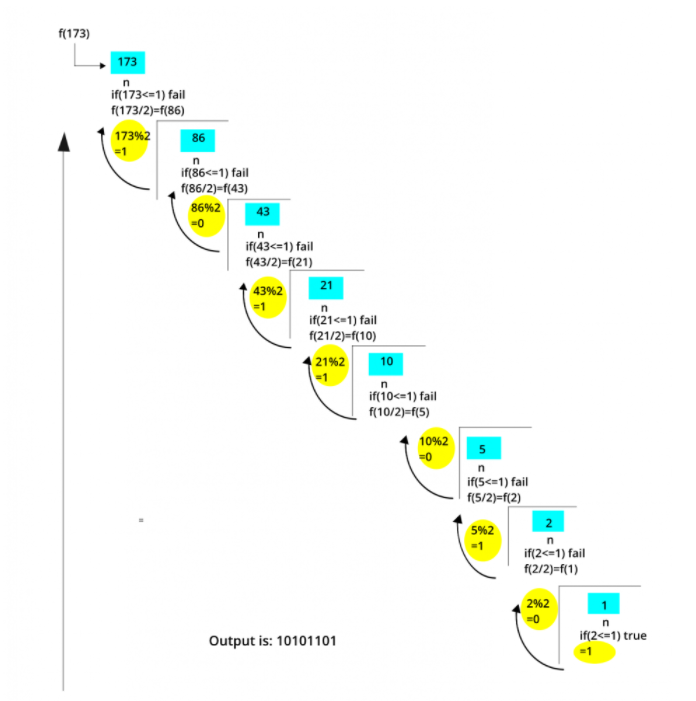 f(173)
173
n
if(173<=1) fail
f(173/2)=f(86)
173%2
=1
86
n
if(86<=1) fail
f(86/2)=f(43)
86%2
=0
43
n
if(43<=1) fail
f(43/2)=f(21)
43%2
=1
21
n
if(21<=1) fail
f(21/2)=f(10)
21%2
=1
10
n
if(10<=1) fail
f(10/2)=f(5)
10%2
=0
5
n
if(5<=1) fail
f(5/2)=f(2)
5%2
=1
2
n
if(2<=1) fail
f(2/2)=f(1)
2%2
=0
1
n
if(2<=1) true
=1
Output is: 10101101